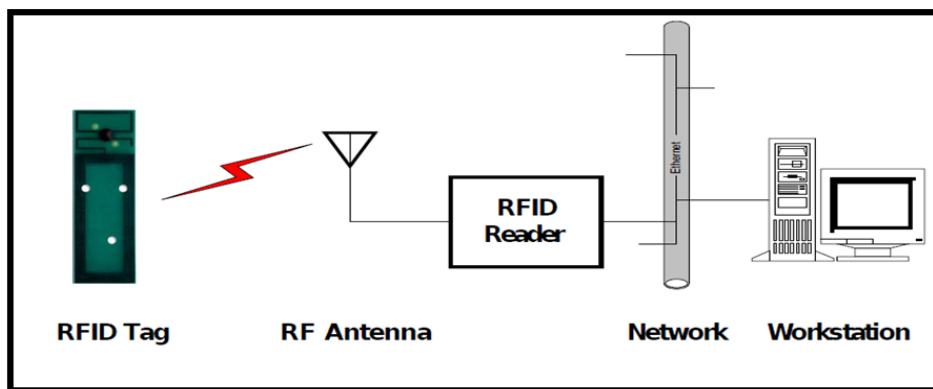 Ethernet
RFID
Reader
RFID Tag
RF Antenna
Network
Workstation